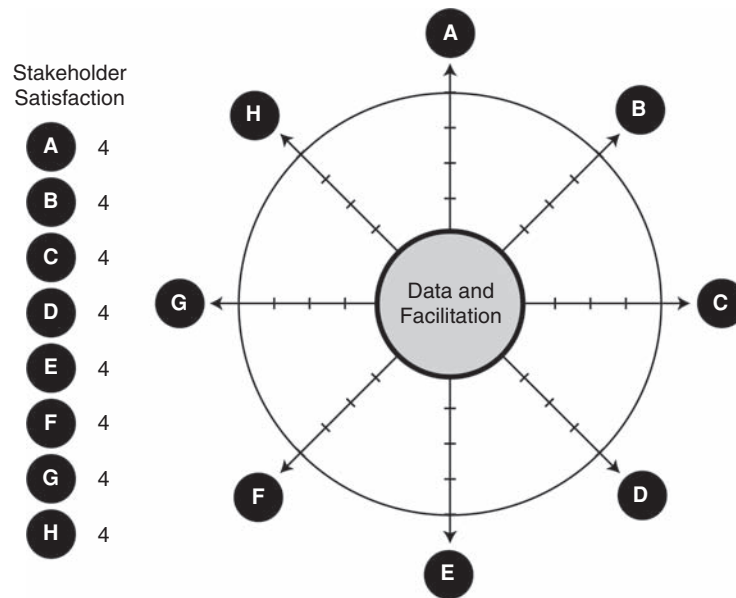 Stakeholder
Satisfaction
A 4
B 4
C 4
D 4
E 4
F 4
G 4
H 4
A
B
C
D
E
F
G
H
Data and
Facilitation